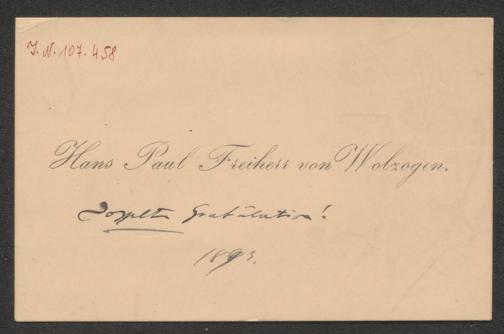 I. N. 107.458
Hans Paul Freiherr von Wolzogen.
Doppelte Gratulation!
1893.